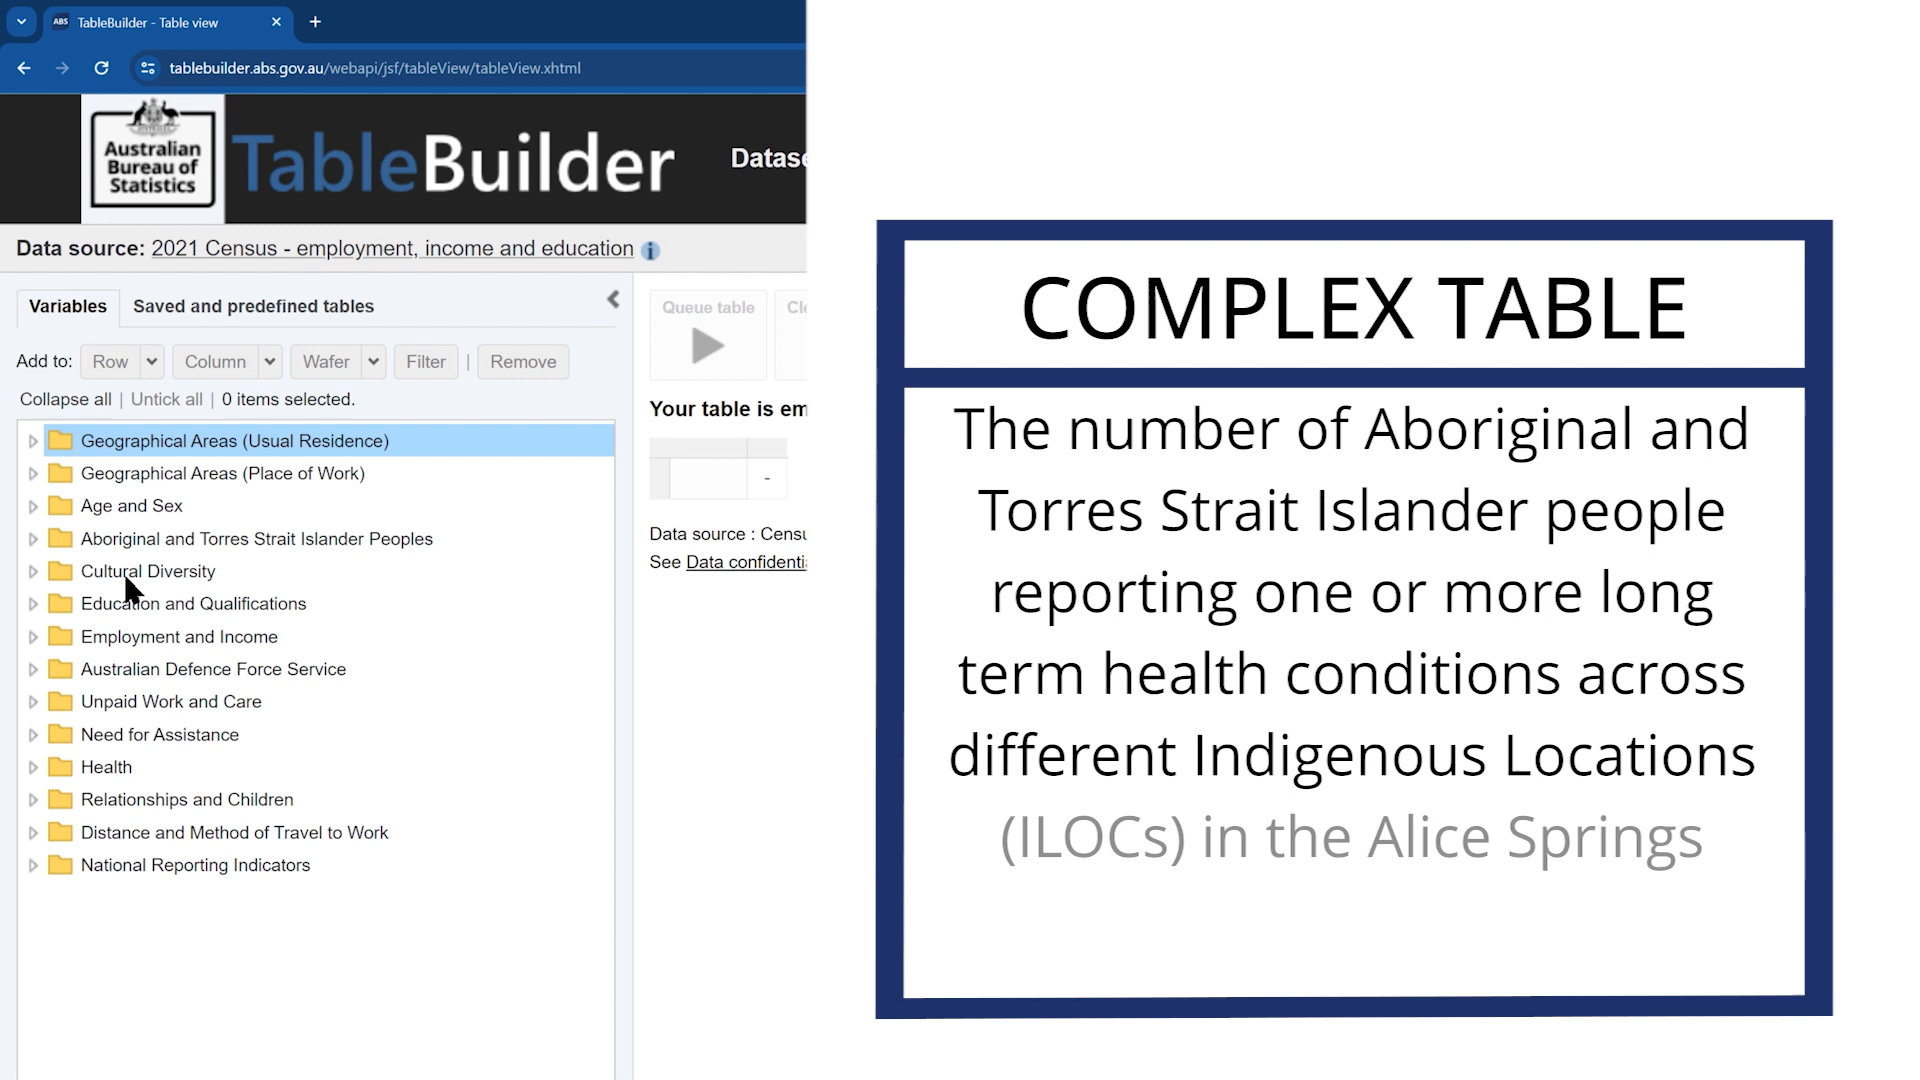 ABS TableBuilder - Table view
tablebuilder.abs.gov.au/webapi/jsf/tableView/tableView.xhtml
Australian
Bureau of
Statistics
TableBuilder
Datase
Data source: 2021 Census - employment, income and education
Variables
Saved and predefined tables
Add to: Row Column Wafer Filter | Remove
Collapse all | Untick all | 0 items selected.
Geographical Areas (Usual Residence)
Geographical Areas (Place of Work)
Age and Sex
Aboriginal and Torres Strait Islander Peoples
Cultural Diversity
Education and Qualifications
Employment and Income
Australian Defence Force Service
Unpaid Work and Care
Need for Assistance
Health
Relationships and Children
Distance and Method of Travel to Work
National Reporting Indicators
Queue table
Cle
Your table is em
-
Data source : Censu
See Data confidenti
COMPLEX TABLE
The number of Aboriginal and
Torres Strait Islander people
reporting one or more long
term health conditions across
different Indigenous Locations
(ILOCs) in the Alice Springs